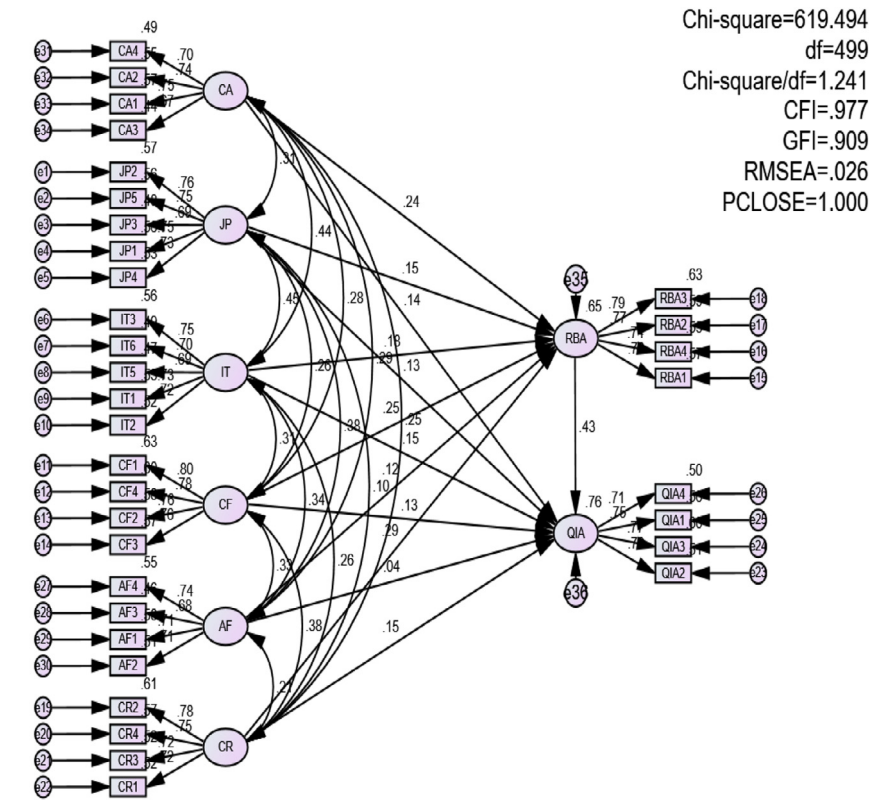 Chi-square=619.494
df=499
Chi-square/df=1.241
CFI=.977
GFI=.909
RMSEA=.026
PCLOSE=1.000
.49
e31 CA4 .70
e32 CA2 .74
e33 CA1
e34 CA3
CA
.31
.57
e1 JP2 .76
e2 JP5 .75
e3 JP3 .69
e4 JP1 .73
e5 JP4
JP
.24
.44
.15
.14
.45
.28
.56
e6 IT3 .75
e7 IT6 .70
e8 IT5 .69
e9 IT1
e10 IT2
IT
.26
.13
e35
.65
RBA
.79
.77
.63
RBA3 e18
RBA2 e17
RBA4 e16
RBA1
.43
.31
.38
.25
.25
.15
.63
e11 CF1 .80
e12 CF4 .78
e13 CF2
e14 CF3
CF
.12
.10
.34
.13
.29
.76
QIA
.71
.50
QIA4 e26
QIA1 e25
QIA3 e24
QIA2 e23
e36
.33
.26
.04
.55
e27 AF4 .74
e28 AF3 .68
e29 AF1
e30 AF2
AF
.38
.15
.21
.61
e19 CR2 .78
e20 CR4 .75
e21 CR3 .72
e22 CR1
CR